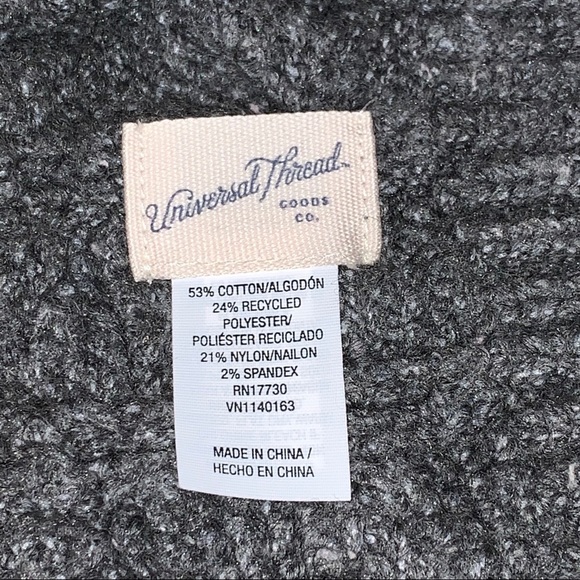 Universal Thread™
GOODS
CO.
53% COTTON/ALGODÓN
24% RECYCLED
POLYESTER/
POLIÉSTER RECICLADO
21% NYLON/NAILON
2% SPANDEX
RN17730
VN1140163
MADE IN CHINA /
HECHO EN CHINA